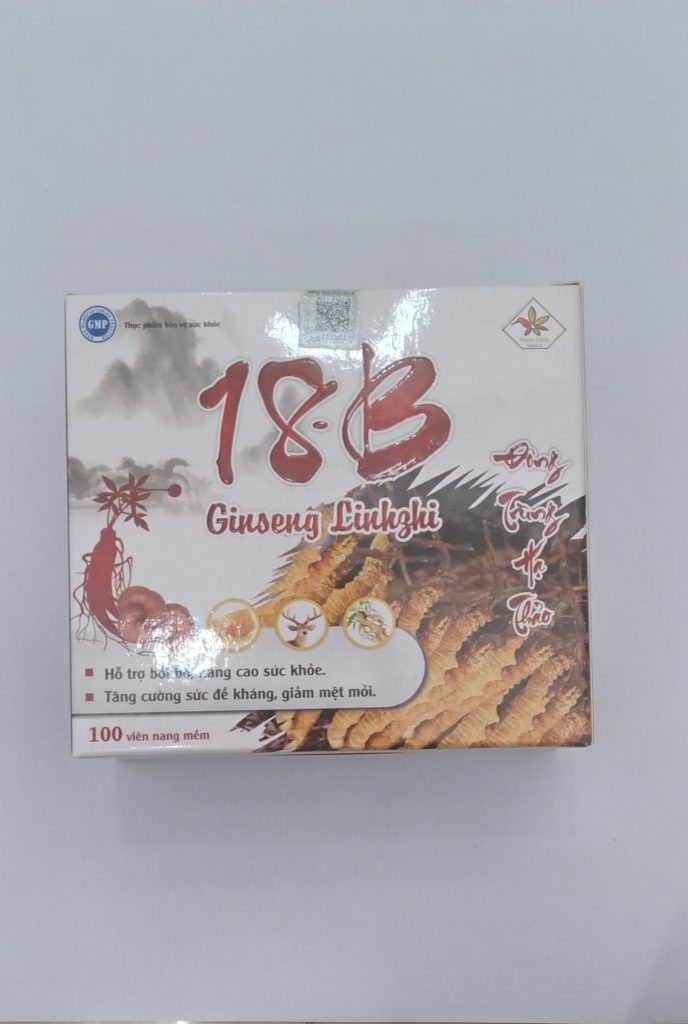 GMP
Thực phẩm bảo vệ sức khỏe
18-B
Ginseng Linhzhi
Đông
Trùng
Hạ
Thảo
Hỗ trợ bồi bổ, nâng cao sức khỏe.
Tăng cường sức đề kháng, giảm mệt mỏi.
100 viên nang mềm